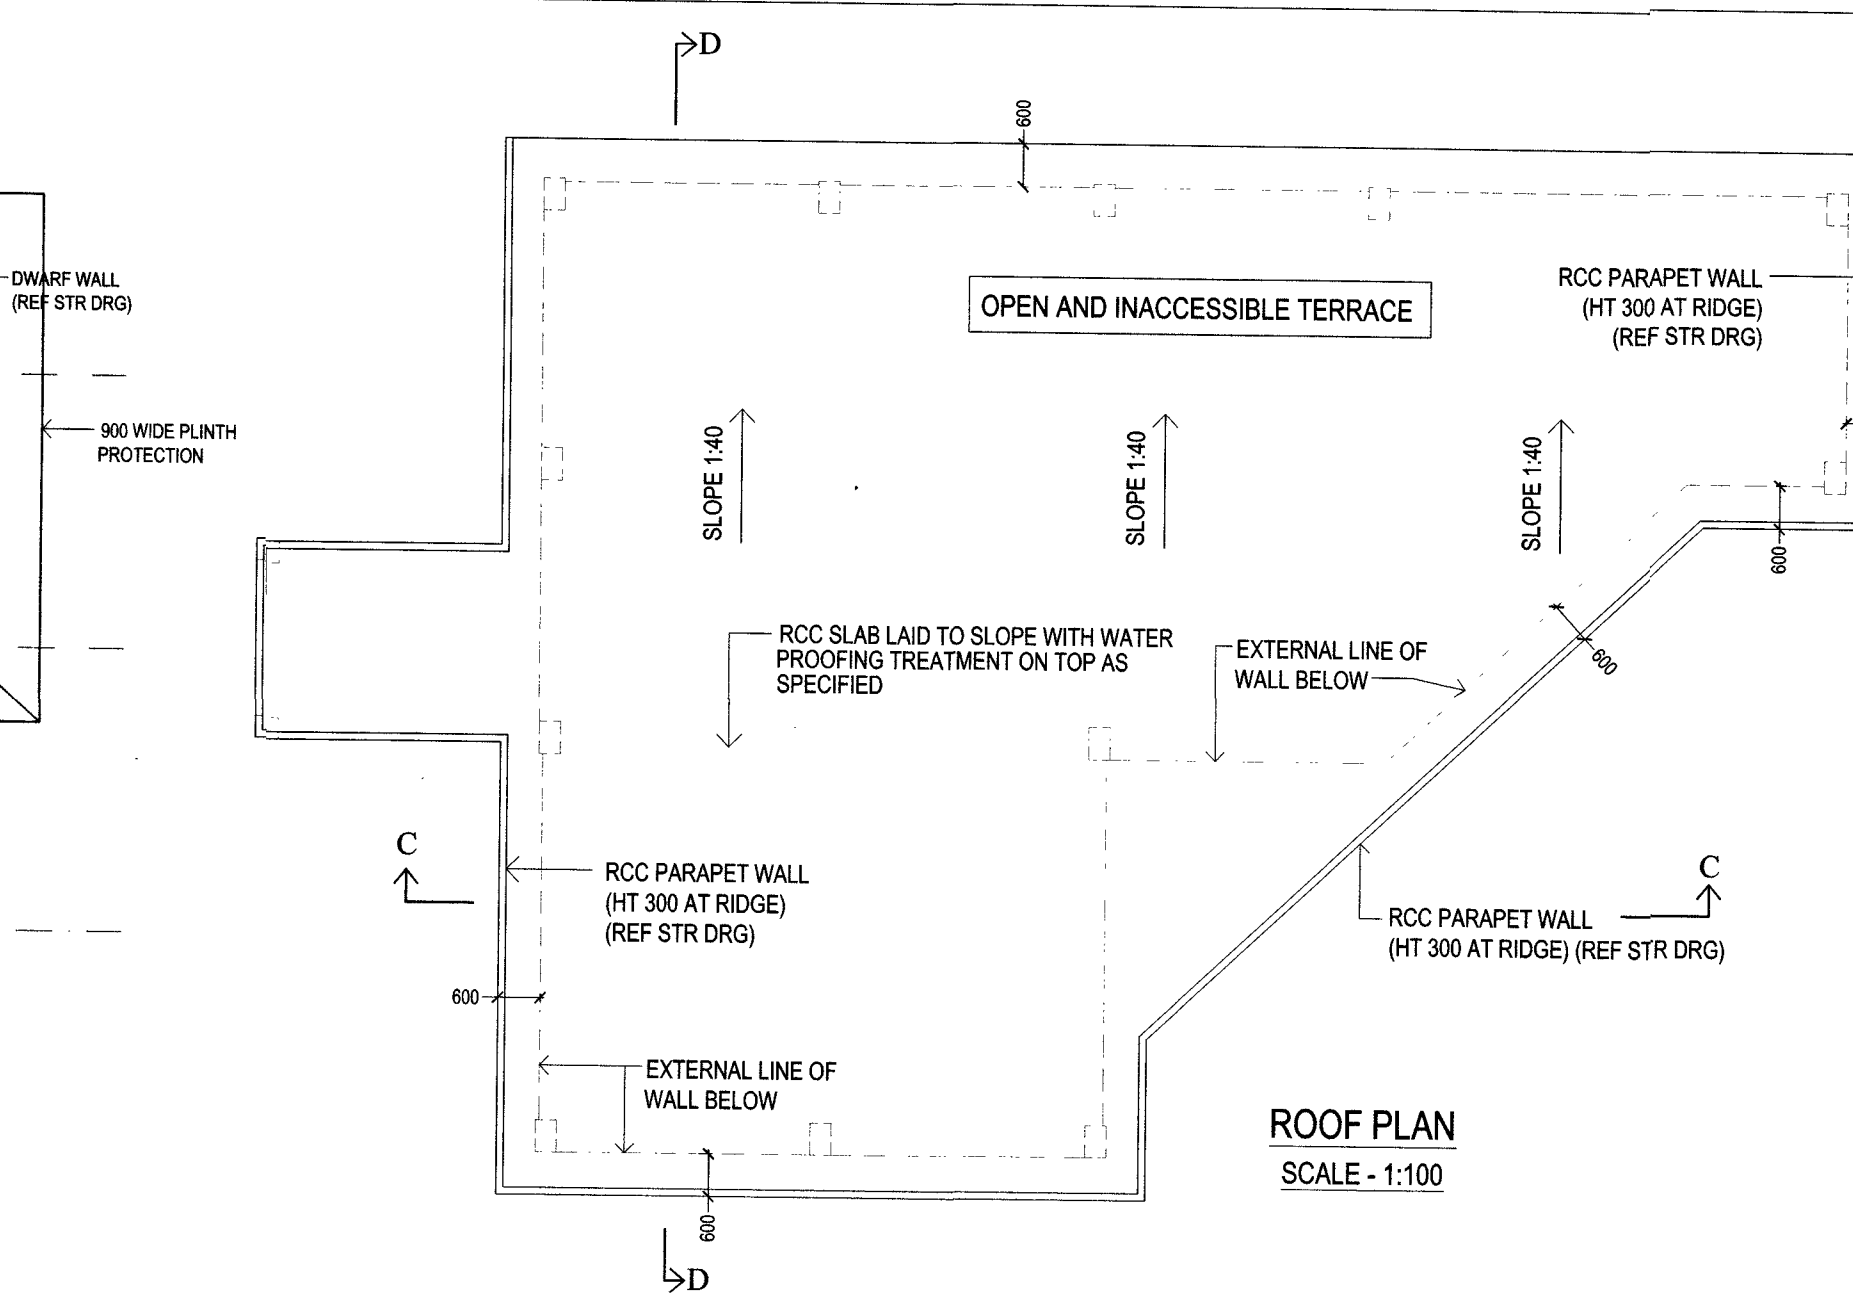 D
600
DWARF WALL
(REF STR DRG)
900 WIDE PLINTH
PROTECTION
OPEN AND INACCESSIBLE TERRACE
RCC PARAPET WALL
(HT 300 AT RIDGE)
(REF STR DRG)
SLOPE 1:40
SLOPE 1:40
SLOPE 1:40
600
RCC SLAB LAID TO SLOPE WITH WATER
PROOFING TREATMENT ON TOP AS
SPECIFIED
EXTERNAL LINE OF
WALL BELOW
600
C
RCC PARAPET WALL
(HT 300 AT RIDGE)
(REF STR DRG)
C
RCC PARAPET WALL
(HT 300 AT RIDGE) (REF STR DRG)
600
EXTERNAL LINE OF
WALL BELOW
600
D
ROOF PLAN
SCALE - 1:100